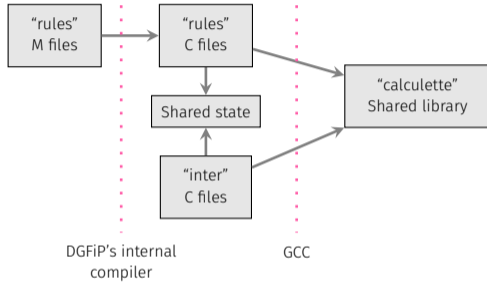 “rules”
M files
“rules”
C files
“calculette”
Shared library
Shared state
“inter”
C files
DGFiP’s internal
compiler
GCC